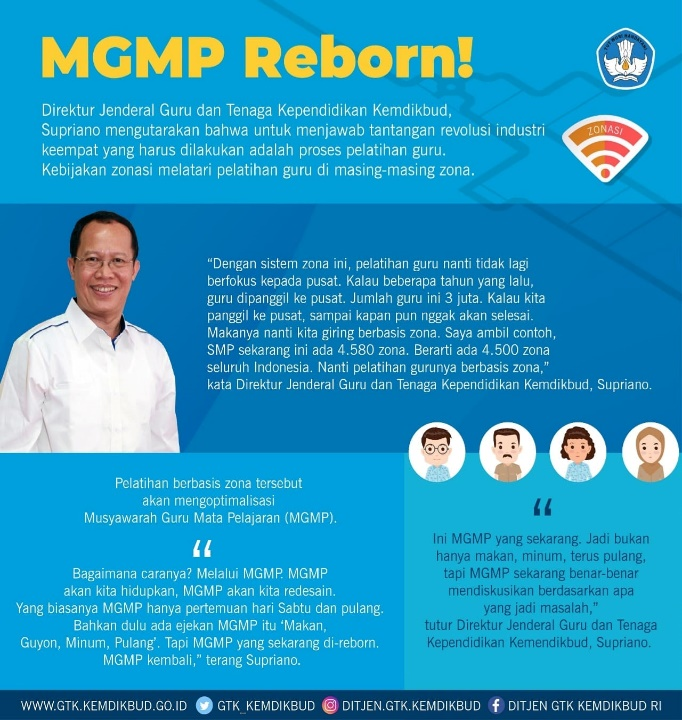 MGMP Reborn!
Direktur Jenderal Guru dan Tenaga Kependidikan Kemdikbud,
Supriano mengutarakan bahwa untuk menjawab tantangan revolusi industri
keempat yang harus dilakukan adalah proses pelatihan guru.
Kebijakan zonasi melatari pelatihan guru di masing-masing zona.
TUT WURI HANDAYANI
ZONASI
“Dengan sistem zona ini, pelatihan guru nanti tidak lagi
berfokus kepada pusat. Kalau beberapa tahun yang lalu,
guru dipanggil ke pusat. Jumlah guru ini 3 juta. Kalau kita
panggil ke pusat, sampai kapan pun nggak akan selesai.
Makanya nanti kita giring berbasis zona. Saya ambil contoh,
SMP sekarang ini ada 4.580 zona. Berarti ada 4.500 zona
seluruh Indonesia. Nanti pelatihan gurunya berbasis zona,”
kata Direktur Jenderal Guru dan Tenaga Kependidikan Kemdikbud, Supriano.
Pelatihan berbasis zona tersebut
akan mengoptimalisasi
Musyawarah Guru Mata Pelajaran (MGMP).
“
Bagaimana caranya? Melalui MGMP. MGMP
akan kita hidupkan, MGMP akan kita redesain.
Yang biasanya MGMP hanya pertemuan hari Sabtu dan pulang.
Bahkan dulu ada ejekan MGMP itu ‘Makan,
Guyon, Minum, Pulang’. Tapi MGMP yang sekarang di-reborn.
MGMP kembali,” terang Supriano.
“
Ini MGMP yang sekarang. Jadi bukan
hanya makan, minum, terus pulang,
tapi MGMP sekarang benar-benar
mendiskusikan berdasarkan apa
yang jadi masalah,”
tutur Direktur Jenderal Guru dan Tenaga
Kependidikan Kemendikbud, Supriano.
WWW.GTK.KEMDIKBUD.GO.ID GTK_KEMDIKBUD DITJEN.GTK.KEMDIKBUD DITJEN GTK KEMDIKBUD RI